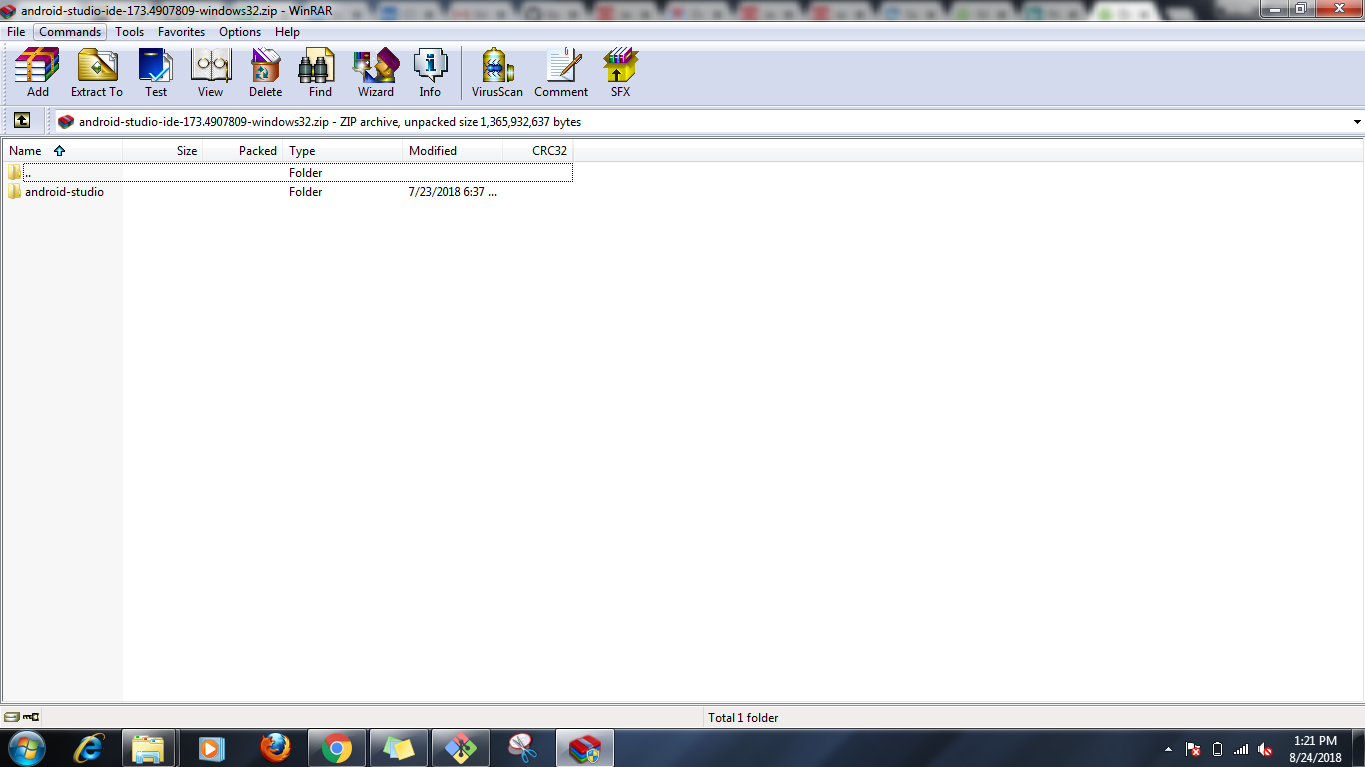 android-studio-ide-173.4907809-windows32.zip - WinRAR
File Commands Tools Favorites Options Help
Add Extract To Test View Delete Find Wizard Info VirusScan Comment SFX
android-studio-ide-173.4907809-windows32.zip - ZIP archive, unpacked size 1,365,932,637 bytes
Name Size Packed Type Modified CRC32
.. Folder
android-studio Folder 7/23/2018 6:37 ...
Total 1 folder
1:21 PM
8/24/2018